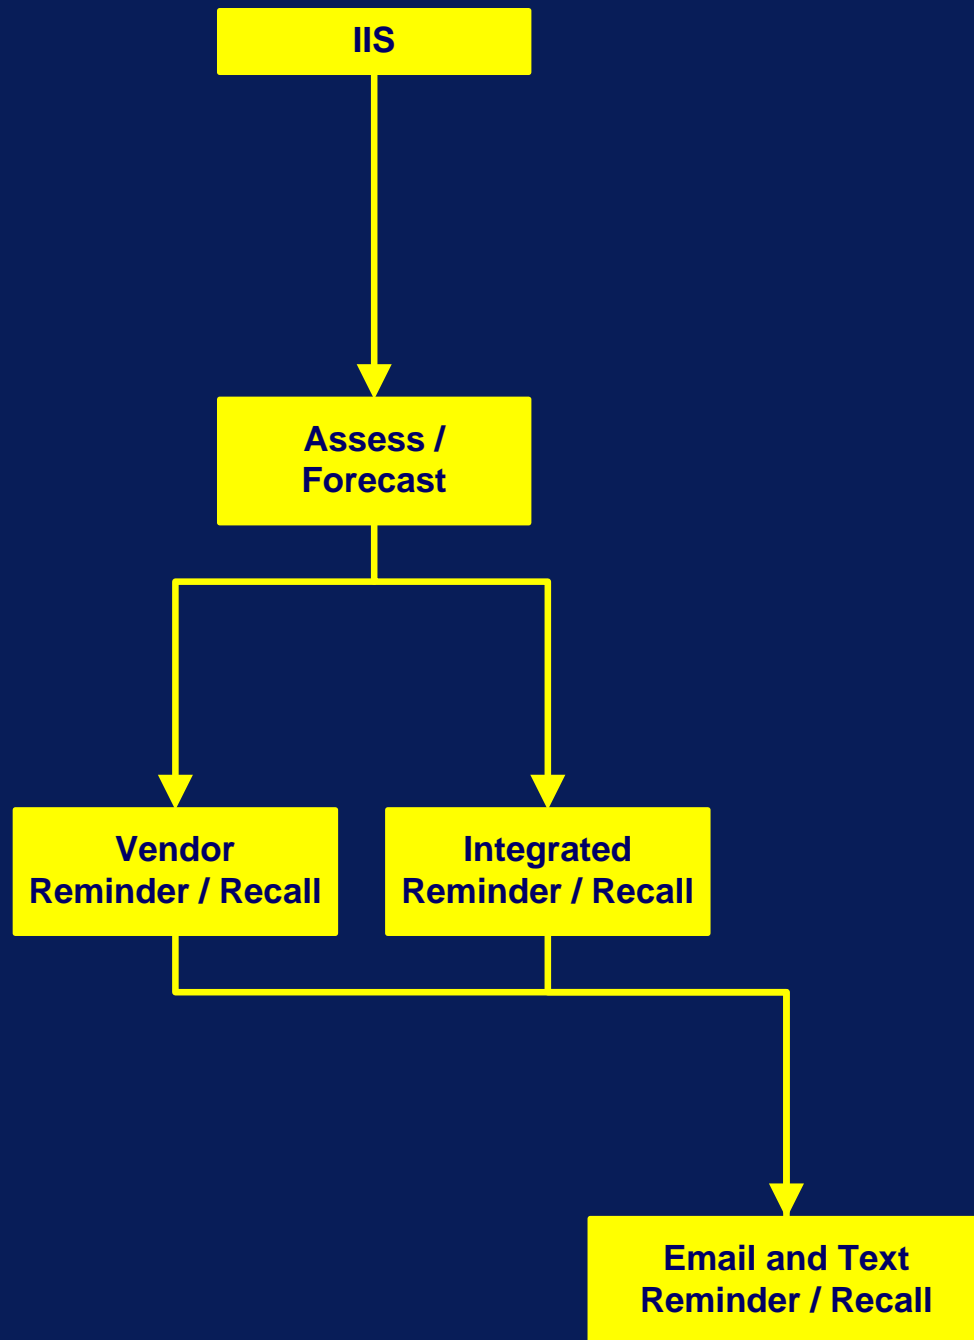 IIS
Assess /
Forecast
Vendor
Reminder / Recall
Integrated
Reminder / Recall
Email and Text
Reminder / Recall